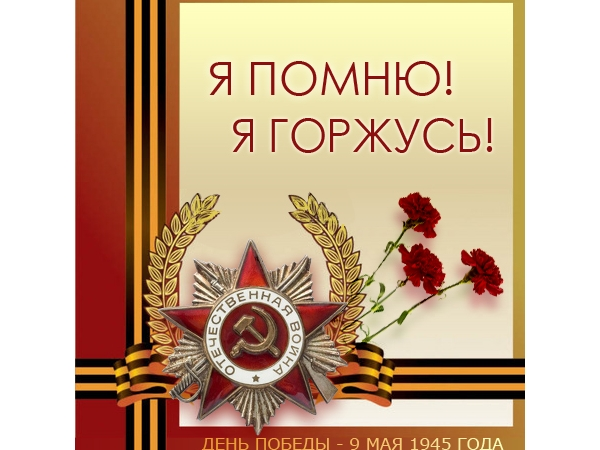 Я ПОМНЮ!
Я ГОРЖУСЬ!
ОТЕЧЕСТВЕННАЯ ВОЙНА
ДЕНЬ ПОБЕДЫ - 9 МАЯ 1945 ГОДА